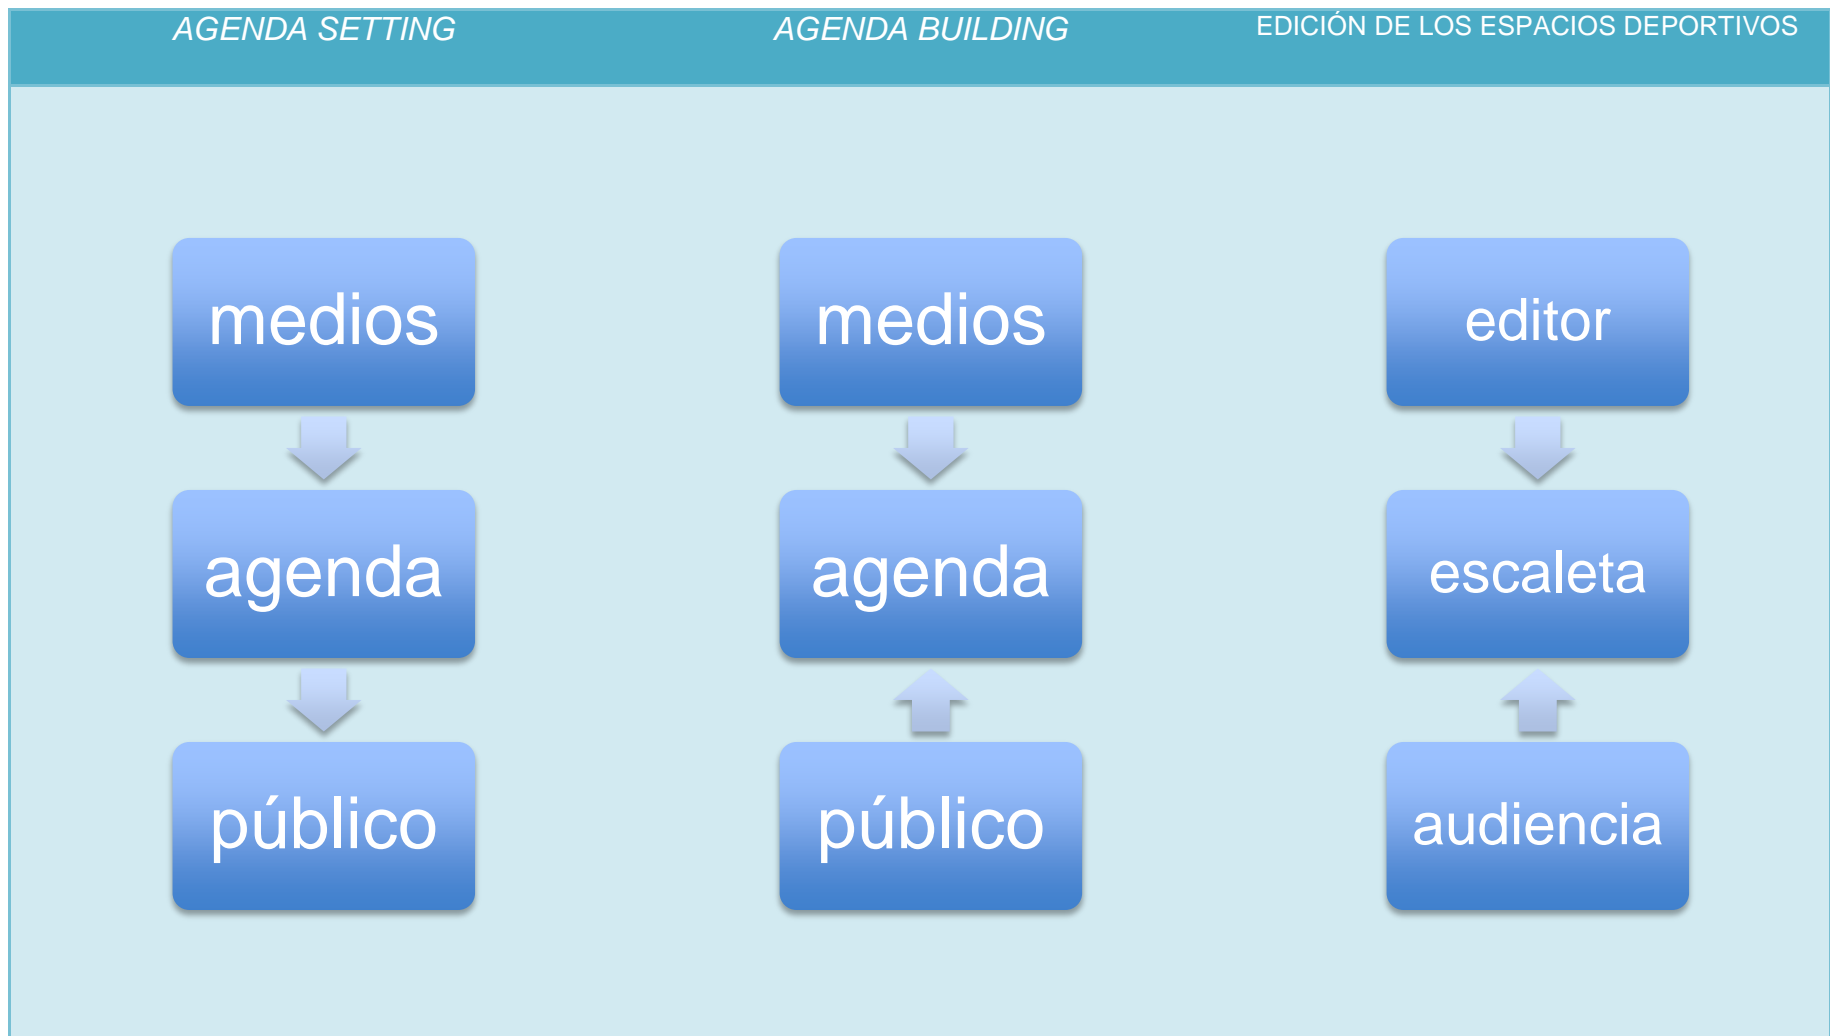 AGENDA SETTING
AGENDA BUILDING
EDICIÓN DE LOS ESPACIOS DEPORTIVOS
medios
agenda
público
medios
agenda
público
editor
escaleta
audiencia